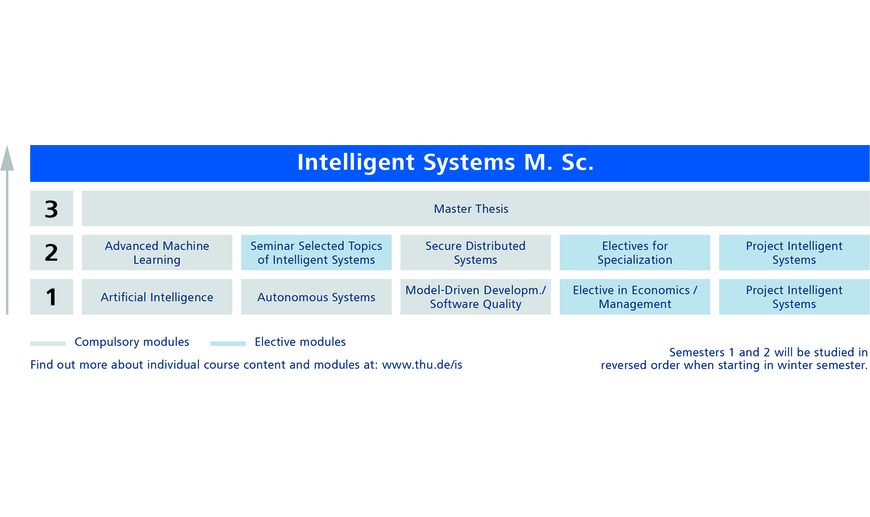 Intelligent Systems M. Sc.
3
Master Thesis
2
Advanced Machine
Learning
Seminar Selected Topics
of Intelligent Systems
Secure Distributed
Systems
Electives for
Specialization
Project Intelligent
Systems
1
Artificial Intelligence
Autonomous Systems
Model-Driven Developm./
Software Quality
Elective in Economics /
Management
Project Intelligent
Systems
Compulsory modules
Elective modules
Find out more about individual course content and modules at: www.thu.de/is
Semesters 1 and 2 will be studied in
reversed order when starting in winter semester.